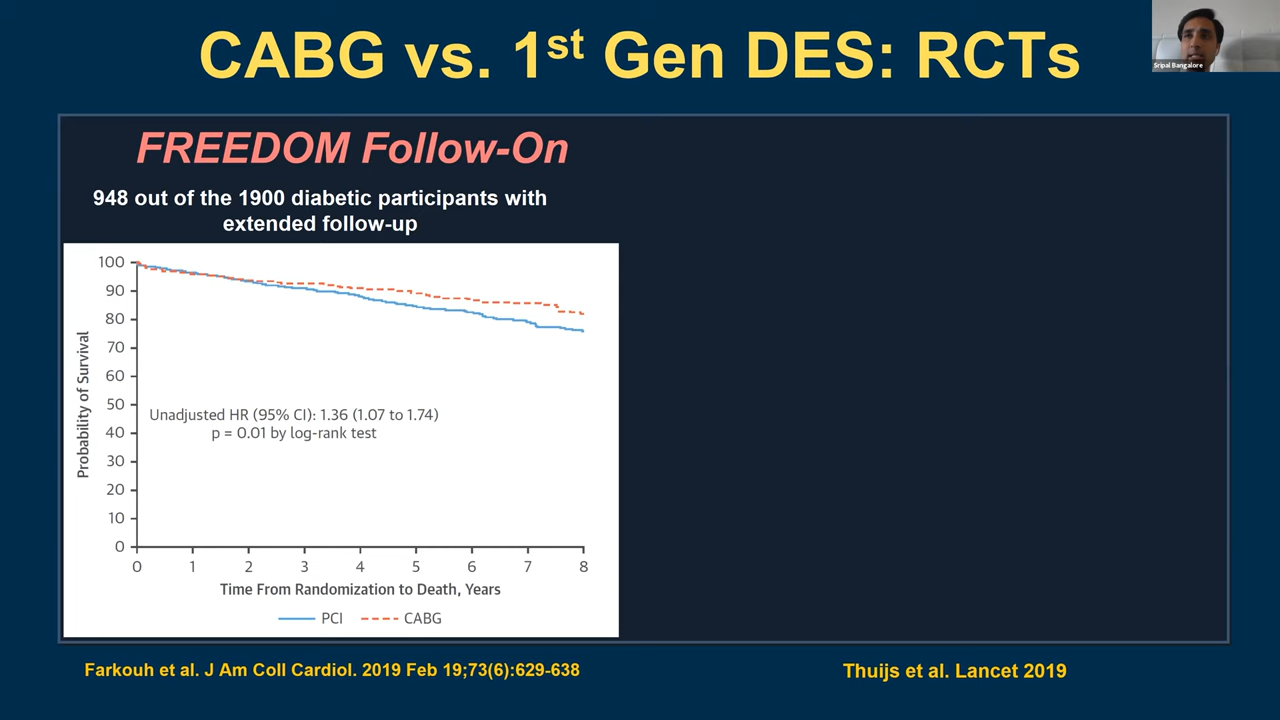 CABG vs. 1st Gen DES: RCTs
Sripal Bangalore
FREEDOM Follow-On
948 out of the 1900 diabetic participants with
extended follow-up
100
90
80
70
60
50
40
30
20
10
0
Probability of Survival
Unadjusted HR (95% CI): 1.36 (1.07 to 1.74)
p = 0.01 by log-rank test
0 1 2 3 4 5 6 7 8
Time From Randomization to Death, Years
PCI CABG
Farkouh et al. J Am Coll Cardiol. 2019 Feb 19;73(6):629-638
Thuijs et al. Lancet 2019